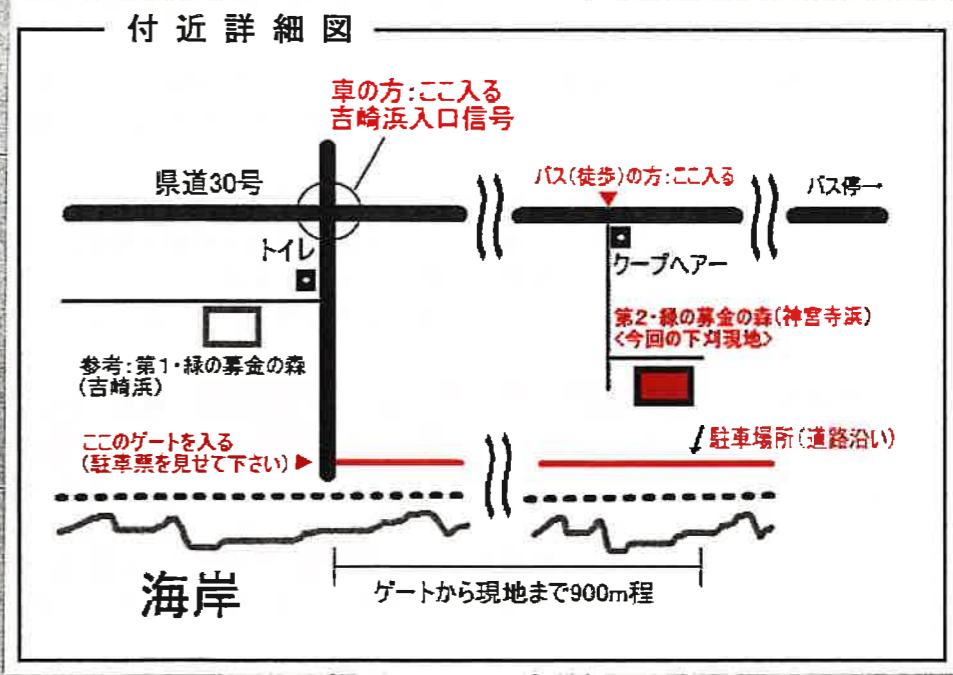 付近詳細図
車の方:ここ入る
吉崎浜入口信号
県道30号
バス(徒歩)の方:ここ入る
バス停→
トイレ
クープヘアー
第2・緑の募金の森(神宮寺浜)
<今回の下刈現地>
参考:第1・緑の募金の森
(吉崎浜)
ここのゲートを入る
(駐車票を見せて下さい)▶
駐車場所(道路沿い)
海岸
ゲートから現地まで900m程